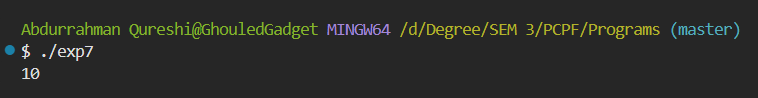 Abdurrahman Qureshi@GhouledGadget MINGW64 /d/Degree/SEM 3/PCPF/Programs (master)
$ ./exp7
10